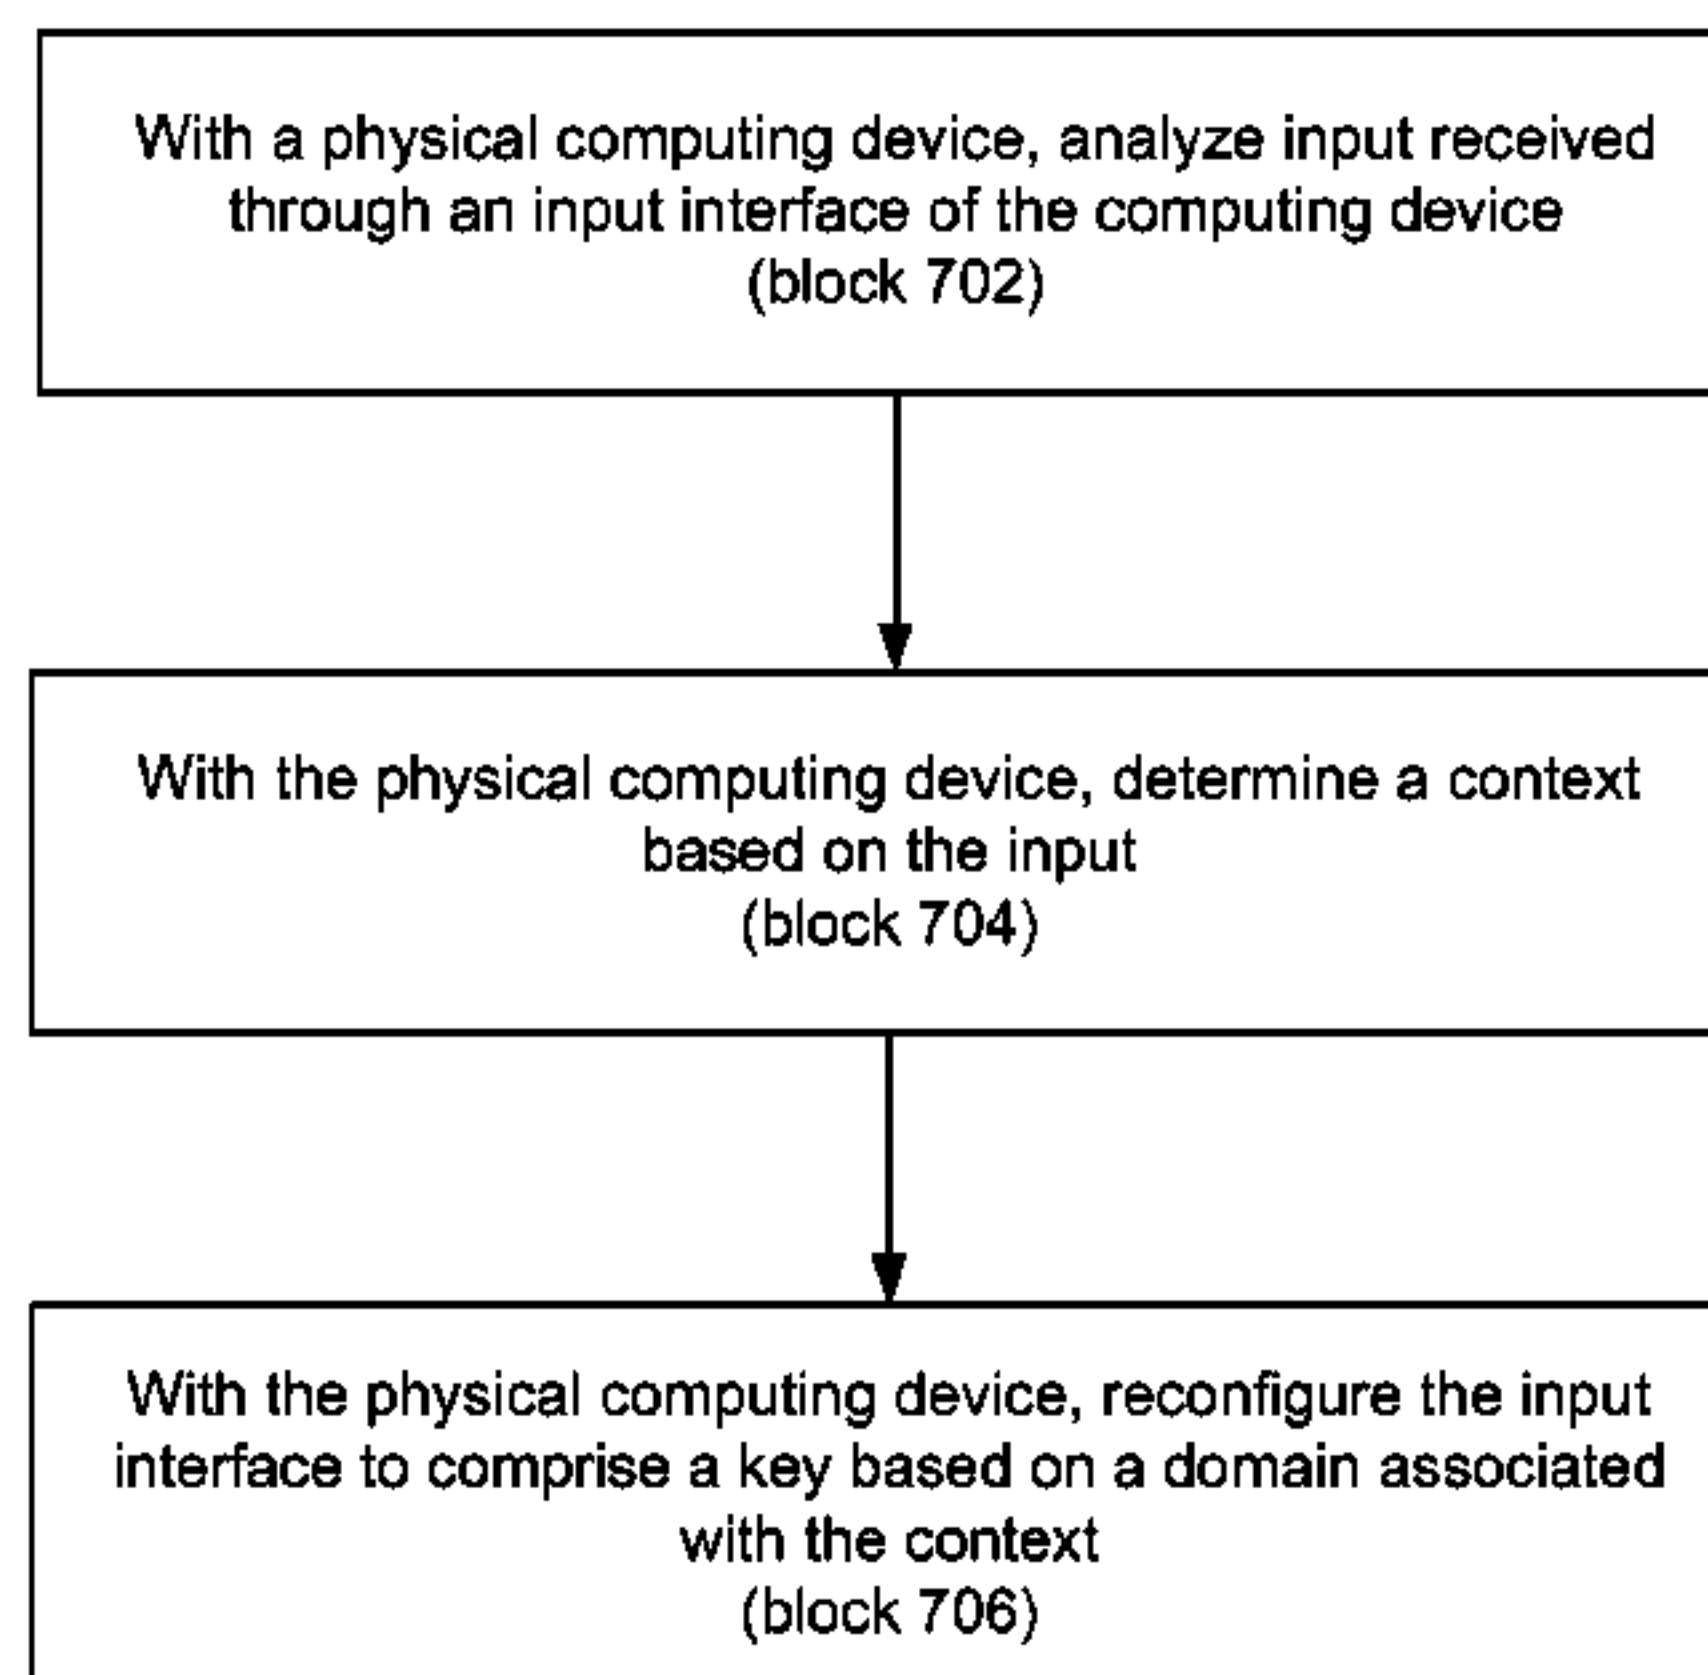 With a physical computing device, analyze input received
through an input interface of the computing device
(block 702)
With the physical computing device, determine a context
based on the input
(block 704)
With the physical computing device, reconfigure the input
interface to comprise a key based on a domain associated
with the context
(block 706)